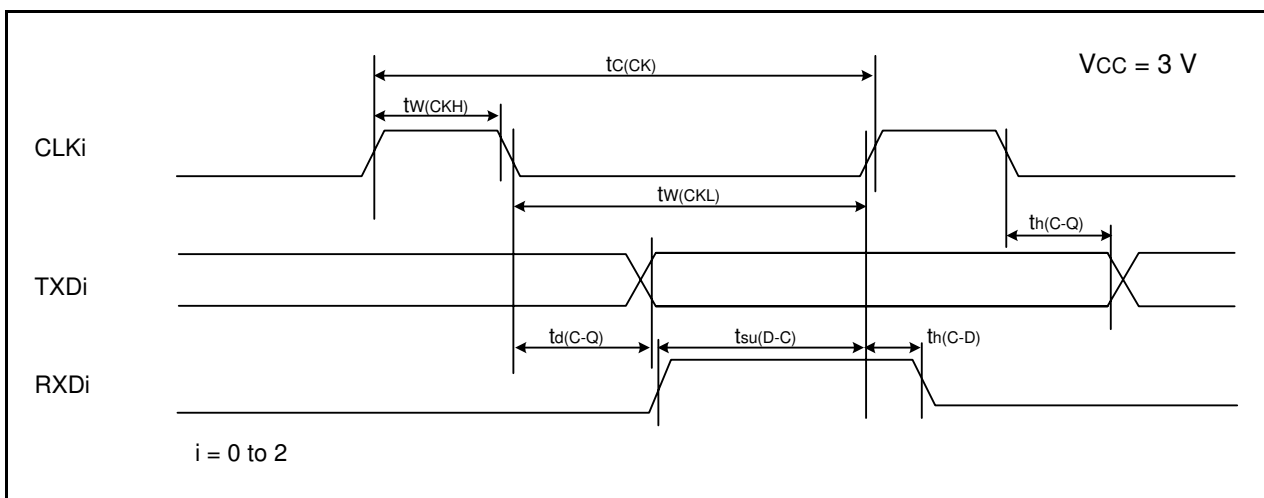 tC(CK)
VCC = 3 V
tW(CKH)
CLKi
tW(CKL)
th(C-Q)
TXDi
td(C-Q)
tsu(D-C)
th(C-D)
RXDi
i = 0 to 2